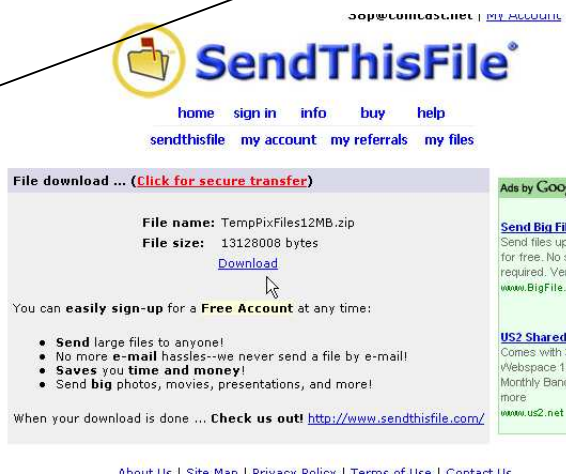 My Account
SendThisFile®
home sign in info buy help
sendthisfile my account my referrals my files
File download ... (Click for secure transfer)
File name: TempPixFiles12MB.zip
File size: 13128008 bytes
Download
You can easily sign-up for a Free Account at any time:
• Send large files to anyone!
• No more e-mail hassles--we never send a file by e-mail!
• Saves you time and money!
• Send big photos, movies, presentations, and more!
When your download is done ... Check us out! http://www.sendthisfile.com/
Ads by
Send Big
Send files
for free. No
required.
www.BigFile.
US2 Shared
Comes with
Webspace
Monthly
more
www.us2.net
About Us | Site Map | Privacy Policy | Terms of Use | Contact Us